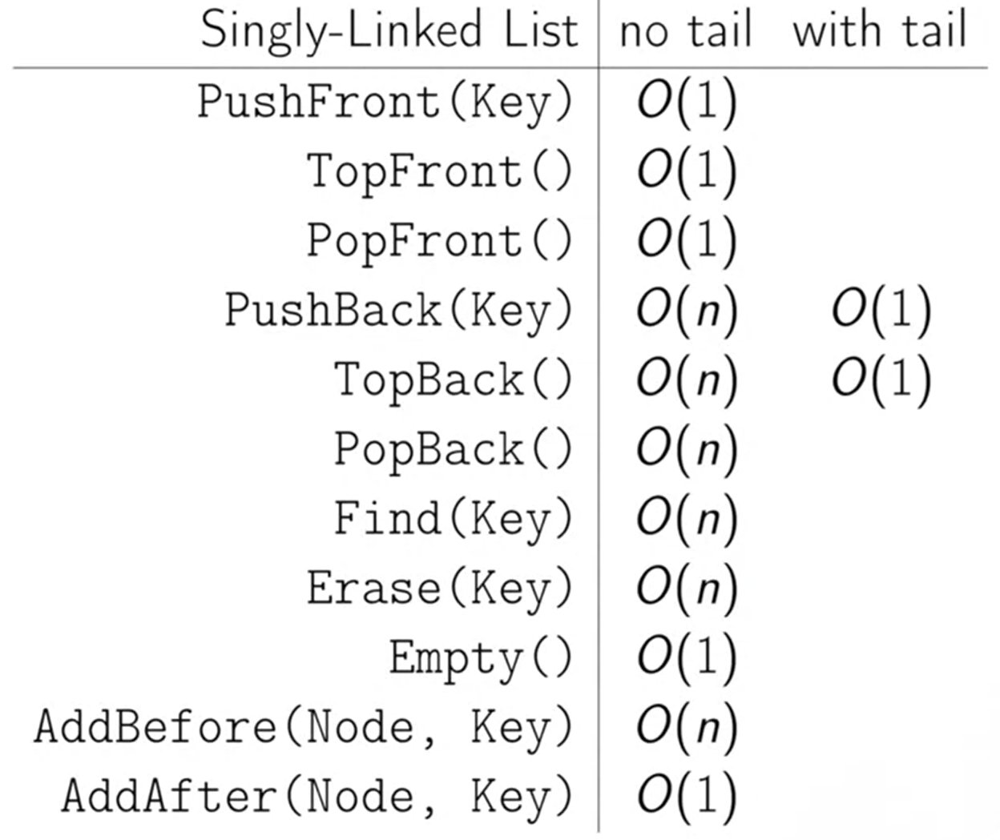 Singly-Linked List no tail with tail
PushFront(Key) O(1)
TopFront() O(1)
PopFront() O(1)
PushBack(Key) O(n) O(1)
TopBack() O(n) O(1)
PopBack() O(n)
Find(Key) O(n)
Erase(Key) O(n)
Empty() O(1)
AddBefore(Node, Key) O(n)
AddAfter(Node, Key) O(1)